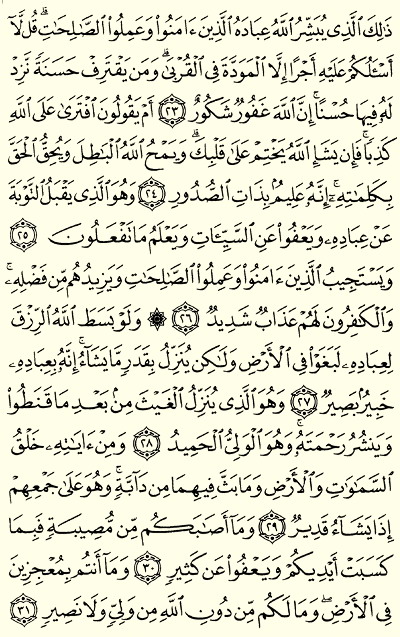 ذَٰلِكَ ٱلَّذِى يُبَشِّرُ ٱللَّهُ عِبَادَهُ ٱلَّذِينَ ءَامَنُوا۟ وَعَمِلُوا۟ ٱلصَّـٰلِحَـٰتِ ۗ قُل لَّآ
أَسْـَٔلُكُمْ عَلَيْهِ أَجْرًا إِلَّا ٱلْمَوَدَّةَ فِى ٱلْقُرْبَىٰ ۗ وَمَن يَقْتَرِفْ حَسَنَةً نَّزِدْ
لَهُۥ فِيهَا حُسْنًا ۚ إِنَّ ٱللَّهَ غَفُورٌ شَكُورٌ ٢٣ أَمْ يَقُولُونَ ٱفْتَرَىٰ عَلَى ٱللَّهِ
كَذِبًا ۖ فَإِن يَشَإِ ٱللَّهُ يَخْتِمْ عَلَىٰ قَلْبِكَ ۗ وَيَمْحُ ٱللَّهُ ٱلْبَـٰطِلَ وَيُحِقُّ ٱلْحَقَّ
بِكَلِمَـٰتِهِۦٓ ۚ إِنَّهُۥ عَلِيمٌۢ بِذَاتِ ٱلصُّدُورِ ٢٤ وَهُوَ ٱلَّذِى يَقْبَلُ ٱلتَّوْبَةَ
عَنْ عِبَادِهِۦ وَيَعْفُوا۟ عَنِ ٱلسَّيِّـَٔاتِ وَيَعْلَمُ مَا تَفْعَلُونَ ٢٥
وَيَسْتَجِيبُ ٱلَّذِينَ ءَامَنُوا۟ وَعَمِلُوا۟ ٱلصَّـٰلِحَـٰتِ وَيَزِيدُهُم مِّن فَضْلِهِۦ ۚ
وَٱلْكَـٰفِرُونَ لَهُمْ عَذَابٌ شَدِيدٌ ٢٦ ۞ وَلَوْ بَسَطَ ٱللَّهُ ٱلرِّزْقَ
لِعِبَادِهِۦ لَبَغَوْا۟ فِى ٱلْأَرْضِ وَلَـٰكِن يُنَزِّلُ بِقَدَرٍ مَّا يَشَآءُ ۚ إِنَّهُۥ بِعِبَادِهِۦ
خَبِيرٌۢ بَصِيرٌ ٢٧ وَهُوَ ٱلَّذِى يُنَزِّلُ ٱلْغَيْثَ مِنۢ بَعْدِ مَا قَنَطُوا۟
وَيَنشُرُ رَحْمَتَهُۥ ۚ وَهُوَ ٱلْوَلِىُّ ٱلْحَمِيدُ ٢٨ وَمِنْ ءَايَـٰتِهِۦ خَلْقُ
ٱلسَّمَـٰوَٰتِ وَٱلْأَرْضِ وَمَا بَثَّ فِيهِمَا مِن دَآبَّةٍ ۚ وَهُوَ عَلَىٰ جَمْعِهِمْ
إِذَا يَشَآءُ قَدِيرٌ ٢٩ وَمَآ أَصَـٰبَكُم مِّن مُّصِيبَةٍ فَبِمَا
كَسَبَتْ أَيْدِيكُمْ وَيَعْفُوا۟ عَن كَثِيرٍ ٣٠ وَمَآ أَنتُم بِمُعْجِزِينَ
فِى ٱلْأَرْضِ ۖ وَمَا لَكُم مِّن دُونِ ٱللَّهِ مِن وَلِىٍّ وَلَا نَصِيرٍ ٣١